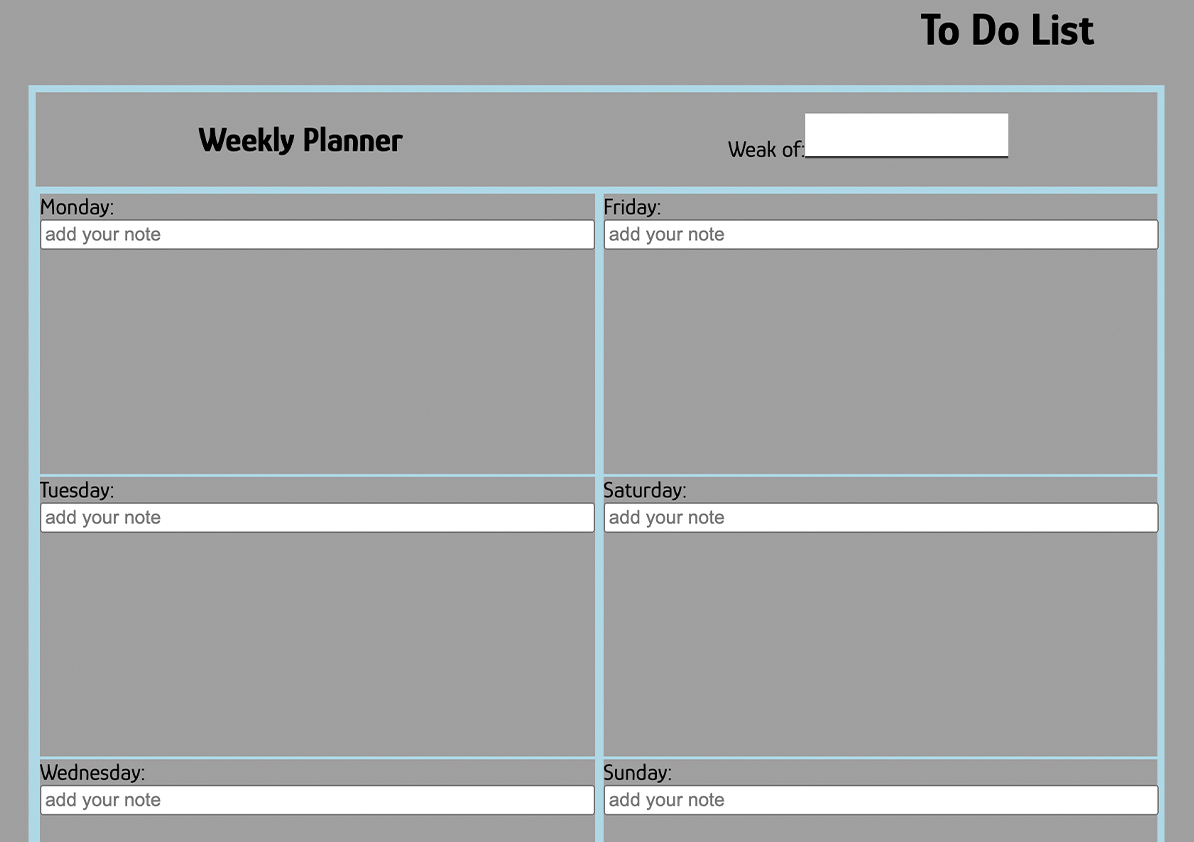 To Do List
Weekly Planner
Weak of:
Monday:
add your note
Friday:
add your note
Tuesday:
add your note
Saturday:
add your note
Wednesday:
add your note
Sunday:
add your note